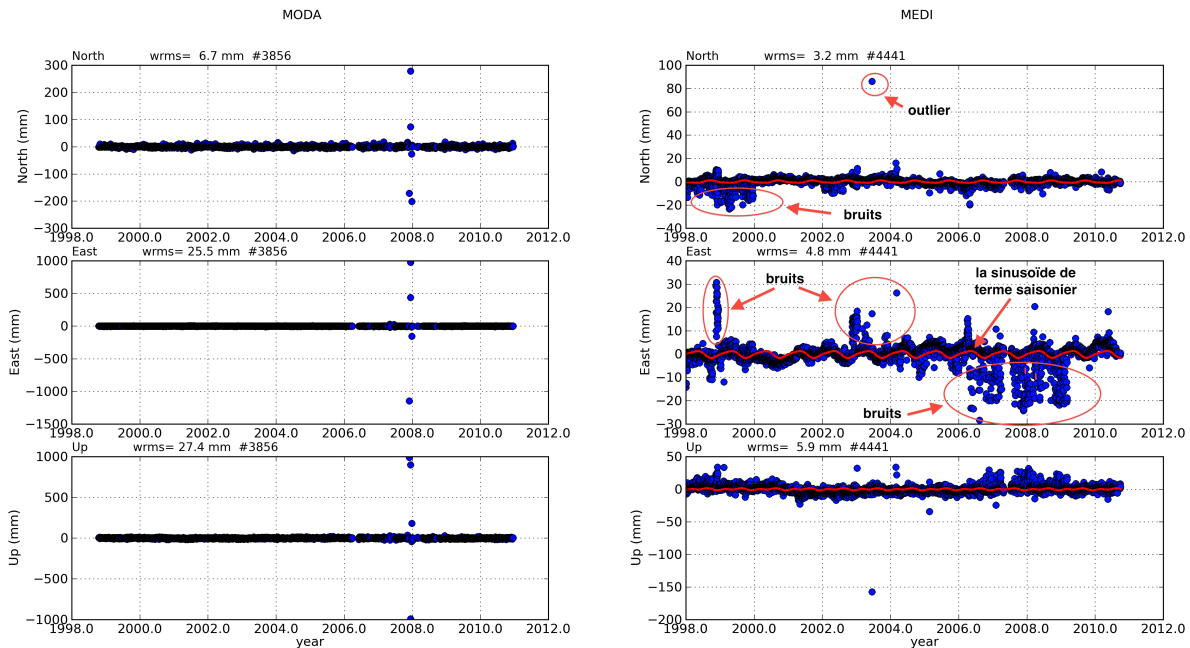 MODA
North wrms= 6.7 mm #3856
300
200
100
0
−100
−200
−300
North (mm)
1998.0 2000.0 2002.0 2004.0 2006.0 2008.0 2010.0 2012.0
East wrms= 25.5 mm #3856
1000
500
0
−500
−1000
−1500
East (mm)
1998.0 2000.0 2002.0 2004.0 2006.0 2008.0 2010.0 2012.0
Up wrms= 27.4 mm #3856
1000
500
0
−500
−1000
Up (mm)
1998.0 2000.0 2002.0 2004.0 2006.0 2008.0 2010.0 2012.0
year
MEDI
North wrms= 3.2 mm #4441
100
80
60
40
20
0
−20
−40
North (mm)
outlier
bruits
1998.0 2000.0 2002.0 2004.0 2006.0 2008.0 2010.0 2012.0
East wrms= 4.8 mm #4441
40
30
20
10
0
−10
−20
−30
East (mm)
bruits
la sinusoïde de
terme saisonier
bruits
1998.0 2000.0 2002.0 2004.0 2006.0 2008.0 2010.0 2012.0
Up wrms= 5.9 mm #4441
50
0
−50
−100
−150
−200
Up (mm)
1998.0 2000.0 2002.0 2004.0 2006.0 2008.0 2010.0 2012.0
year